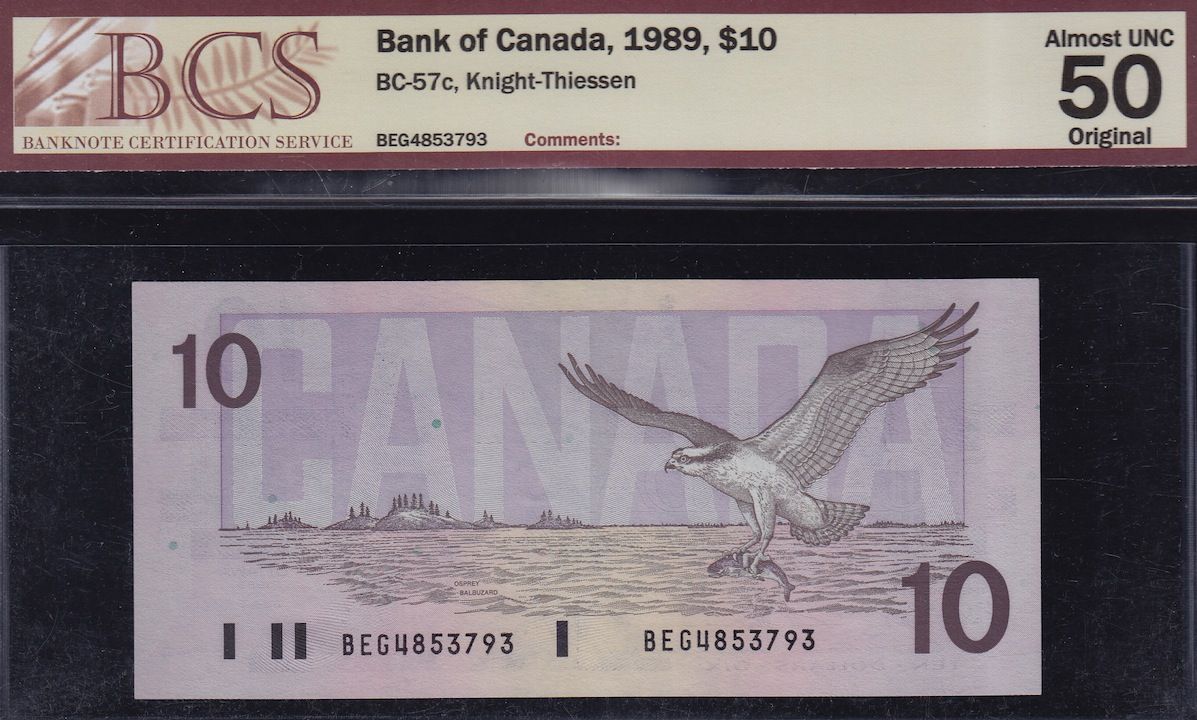 BCS
BANKNOTE CERTIFICATION SERVICE
Bank of Canada, 1989, $10
BC-57c, Knight-Thiessen
BEG4853793 Comments:
Almost UNC
50
Original
10
CANADA
OSPREY
BALBUZARD
10
BEG4853793 BEG4853793